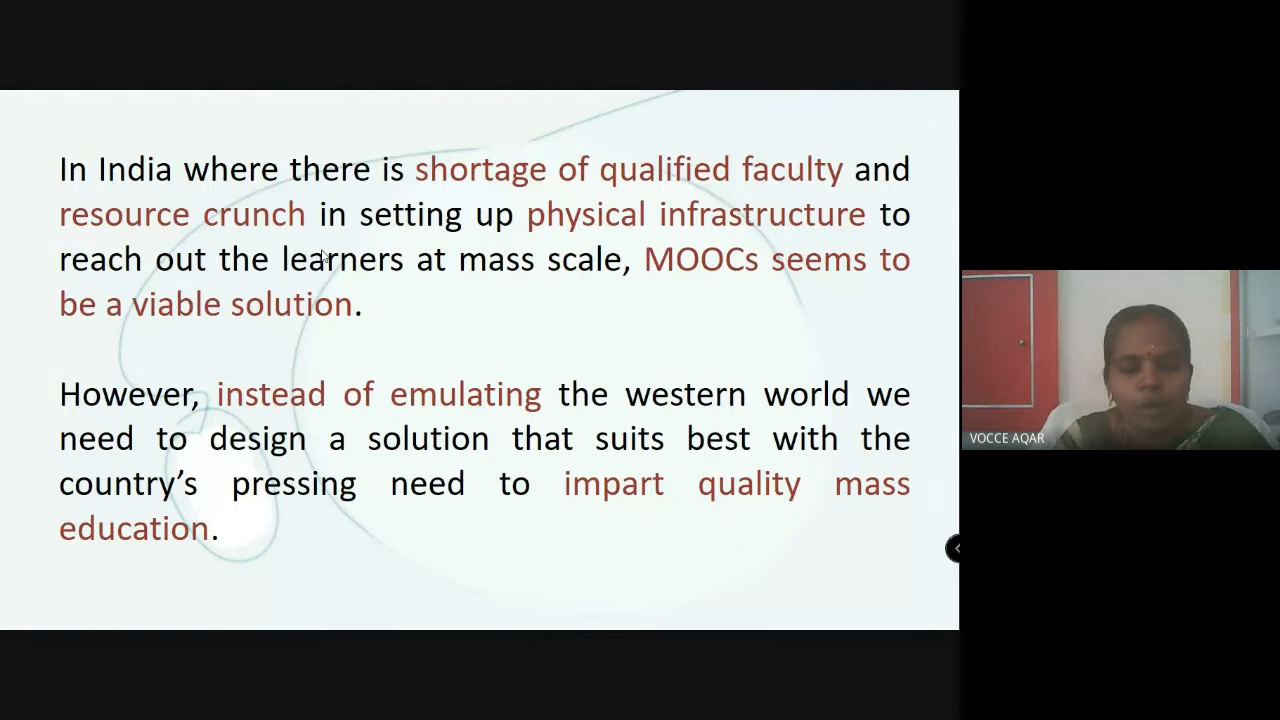 In India where there is shortage of qualified faculty and
resource crunch in setting up physical infrastructure to
reach out the learners at mass scale, MOOCs seems to
be a viable solution.
However, instead of emulating the western world we
need to design a solution that suits best with the
country’s pressing need to impart quality mass
education.
VOCCE AQAR